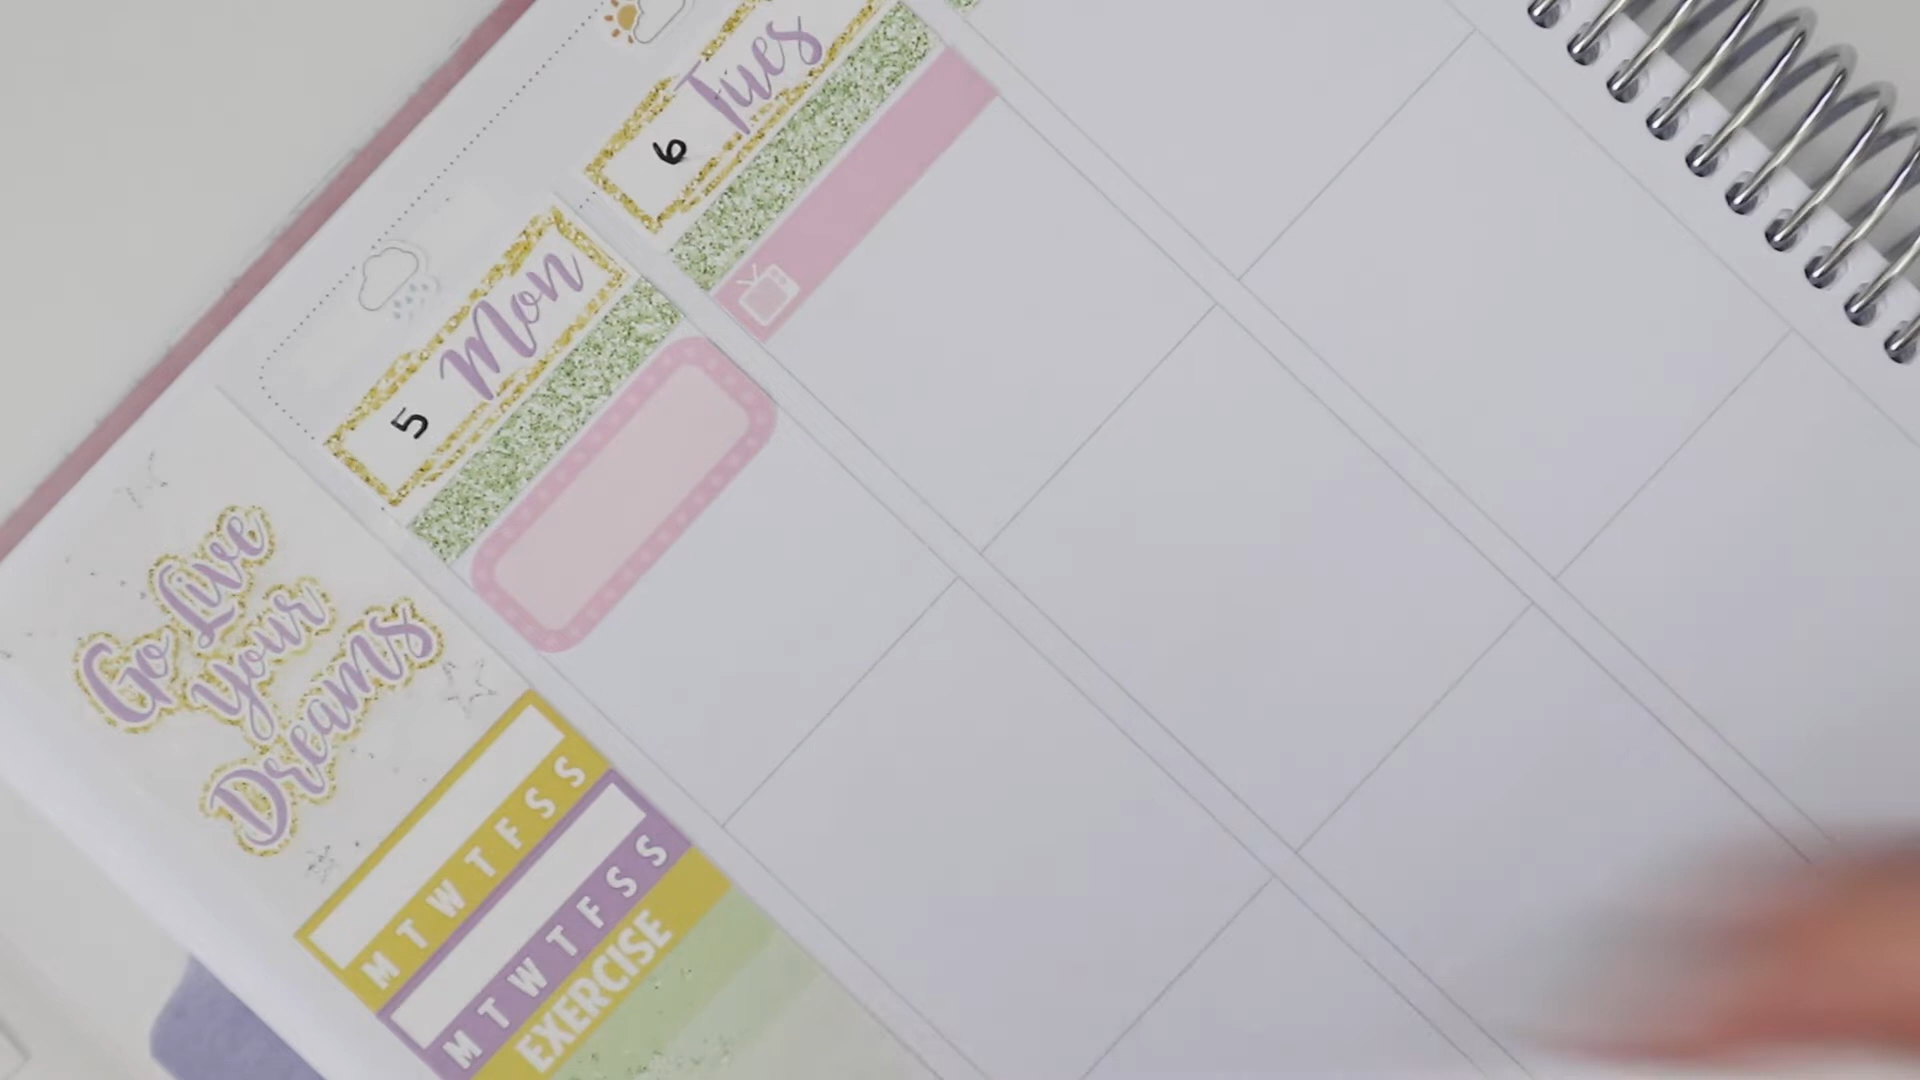 6 Tues
5 Mon
Go Live
Your
Dreams
M T W T F S S
M T W T F S S
EXERCISE